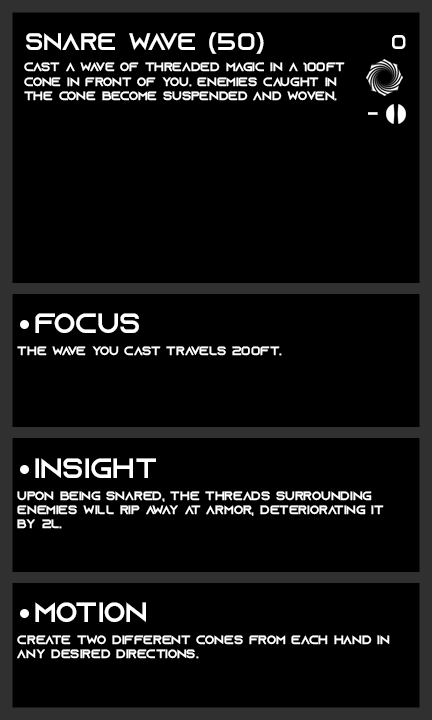 SNARE WAVE (50)
0
CAST A WAVE OF THREADED MAGIC IN A 100FT
CONE IN FRONT OF YOU. ENEMIES CAUGHT IN
THE CONE BECOME SUSPENDED AND WOVEN.
-
•FOCUS
THE WAVE YOU CAST TRAVELS 200FT.
•INSIGHT
UPON BEING SNARED, THE THREADS SURROUNDING
ENEMIES WILL RIP AWAY AT ARMOR, DETERIORATING IT
BY 2L.
•MOTION
CREATE TWO DIFFERENT CONES FROM EACH HAND IN
ANY DESIRED DIRECTIONS.